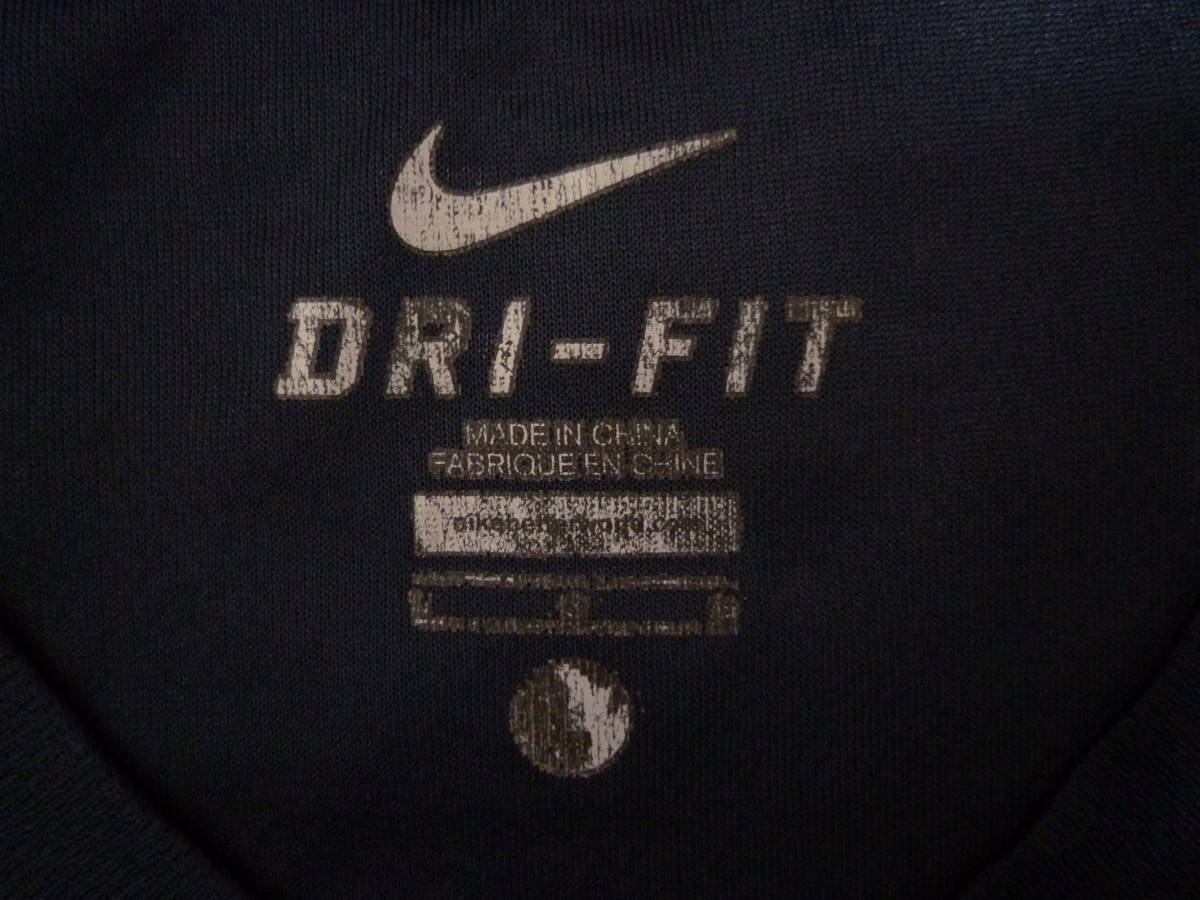 DRI-FIT
MADE IN CHINA
FABRIQUE EN CHINE
nikebetterworld.com